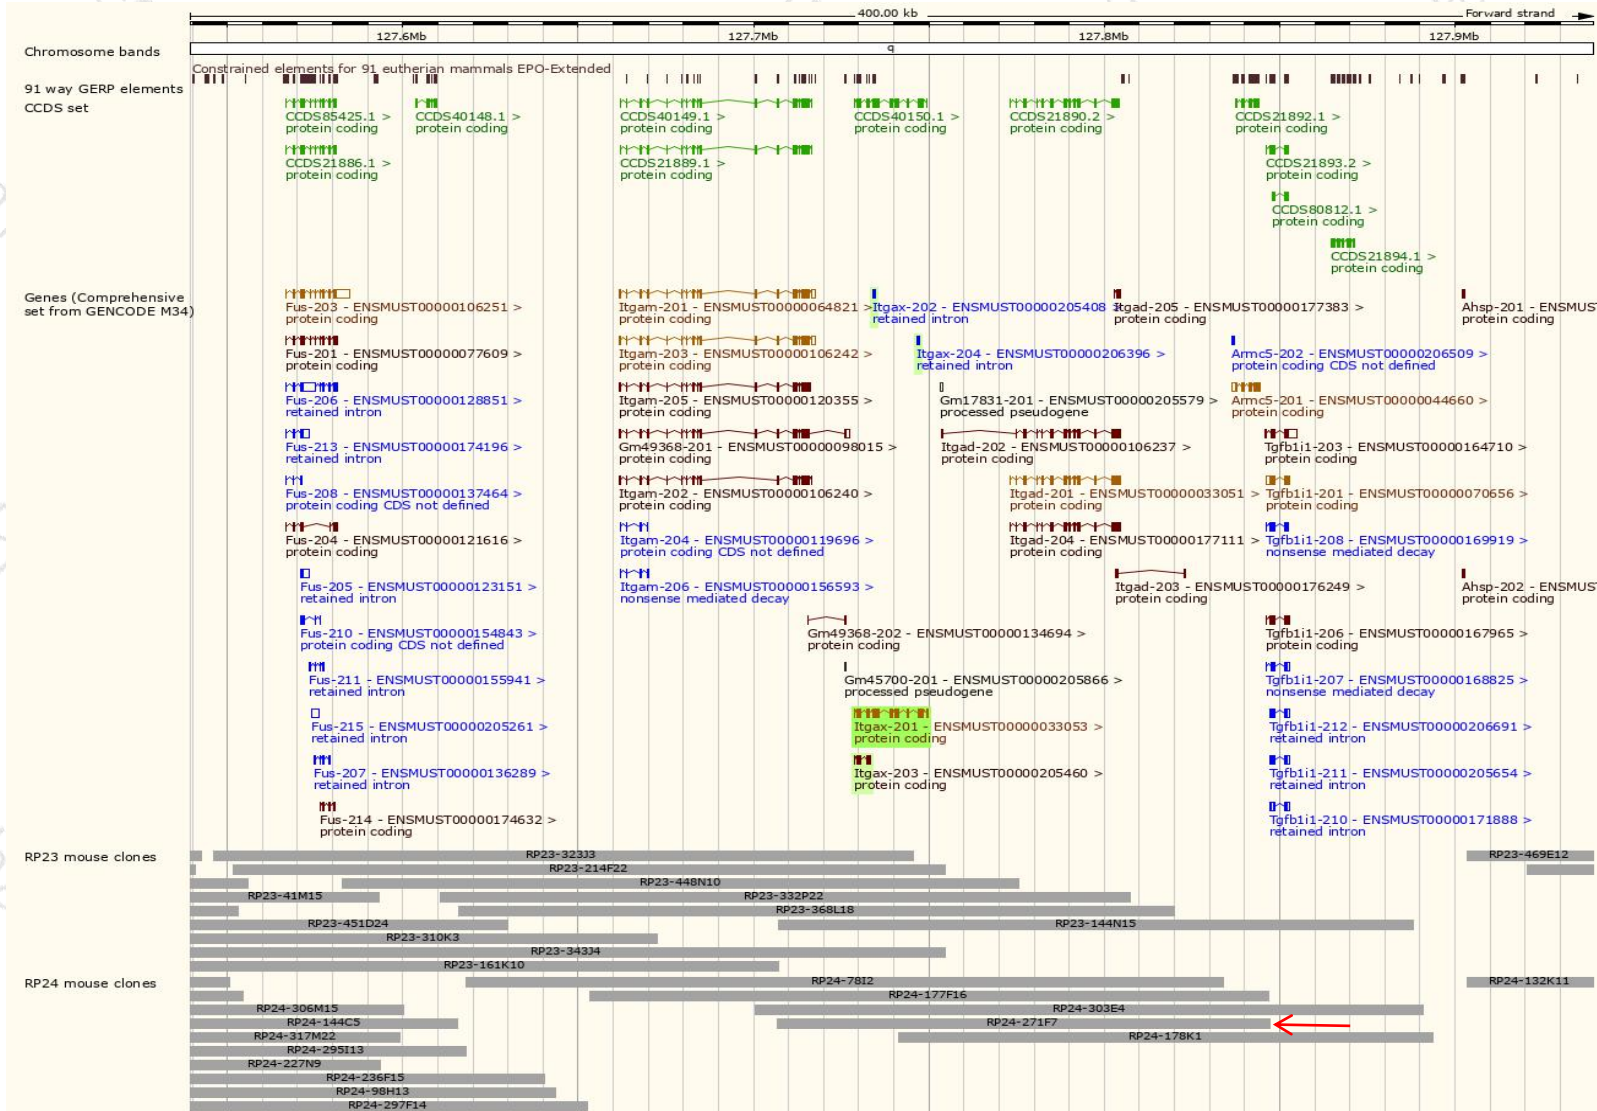 400.00 kb
Forward strand
127.6Mb 127.7Mb 127.8Mb 127.9Mb
Chromosome bands
q
Constrained elements for 91 eutherian mammals EPO-Extended
91 way GERP elements
CCDS set
CCDS85425.1 > CCDS40148.1 > CCDS40149.1 > CCDS40150.1 > CCDS21890.2 > CCDS21892.1 >
protein coding protein coding protein coding protein coding protein coding protein coding
CCDS21886.1 > CCDS21889.1 > CCDS21893.2 >
protein coding protein coding protein coding
CCDS80812.1 >
protein coding
CCDS21894.1 >
protein coding
Genes (Comprehensive
set from GENCODE M34)
Fus-203 - ENSMUST00000106251 > Itgam-201 - ENSMUST00000064821 > Itgax-202 - ENSMUST00000205408 > Itgad-205 - ENSMUST00000177383 > Ahsp-201 - ENSMUS
protein coding protein coding retained intron protein coding protein coding
Fus-201 - ENSMUST00000077609 > Itgam-203 - ENSMUST00000106242 > Itgax-204 - ENSMUST00000206396 > Armc5-202 - ENSMUST00000206509 >
protein coding protein coding retained intron protein coding CDS not defined
Fus-206 - ENSMUST00000128851 > Itgam-205 - ENSMUST00000120355 > Gm17831-201 - ENSMUST00000205579 > Armc5-201 - ENSMUST00000044660 >
retained intron protein coding processed pseudogene protein coding
Fus-213 - ENSMUST00000174196 > Gm49368-201 - ENSMUST00000098015 > Itgad-202 - ENSMUST00000106237 > Tgfb1i1-203 - ENSMUST00000164710 >
retained intron protein coding protein coding protein coding
Fus-208 - ENSMUST00000137464 > Itgam-202 - ENSMUST00000106240 > Itgad-201 - ENSMUST00000033051 > Tgfb1i1-201 - ENSMUST00000070656 >
protein coding CDS not defined protein coding protein coding protein coding
Fus-204 - ENSMUST00000121616 > Itgam-204 - ENSMUST00000119696 > Itgad-204 - ENSMUST00000177111 > Tgfb1i1-208 - ENSMUST00000169919 >
protein coding protein coding CDS not defined protein coding nonsense mediated decay
Fus-205 - ENSMUST00000123151 > Itgam-206 - ENSMUST00000156593 > Itgad-203 - ENSMUST00000176249 > Ahsp-202 - ENSMUS
retained intron nonsense mediated decay protein coding protein coding
Fus-210 - ENSMUST00000154843 > Gm49368-202 - ENSMUST00000134694 > Tgfb1i1-206 - ENSMUST00000167965 >
protein coding CDS not defined protein coding protein coding
Fus-211 - ENSMUST00000155941 > Gm45700-201 - ENSMUST00000205866 > Tgfb1i1-207 - ENSMUST00000168825 >
retained intron processed pseudogene nonsense mediated decay
Fus-215 - ENSMUST00000205261 > Itgax-201 - ENSMUST00000033053 > Tgfb1i1-212 - ENSMUST00000206691 >
retained intron protein coding retained intron
Fus-207 - ENSMUST00000136289 > Itgax-203 - ENSMUST00000205460 > Tgfb1i1-211 - ENSMUST00000205654 >
retained intron protein coding retained intron
Fus-214 - ENSMUST00000174632 > Tgfb1i1-210 - ENSMUST00000171888 >
protein coding retained intron
RP23 mouse clones
RP23-323J3 RP23-469E12
RP23-214F22
RP23-448N10
RP23-41M15 RP23-332P22
RP23-368L18
RP23-451D24 RP23-144N15
RP23-310K3
RP23-343J4
RP23-161K10
RP24 mouse clones
RP24-78I2 RP24-132K11
RP24-177F16
RP24-306M15 RP24-303E4
RP24-144C5 RP24-271F7
RP24-317M22 RP24-178K1
RP24-295I13
RP24-227N9
RP24-236F15
RP24-98H13
RP24-297F14